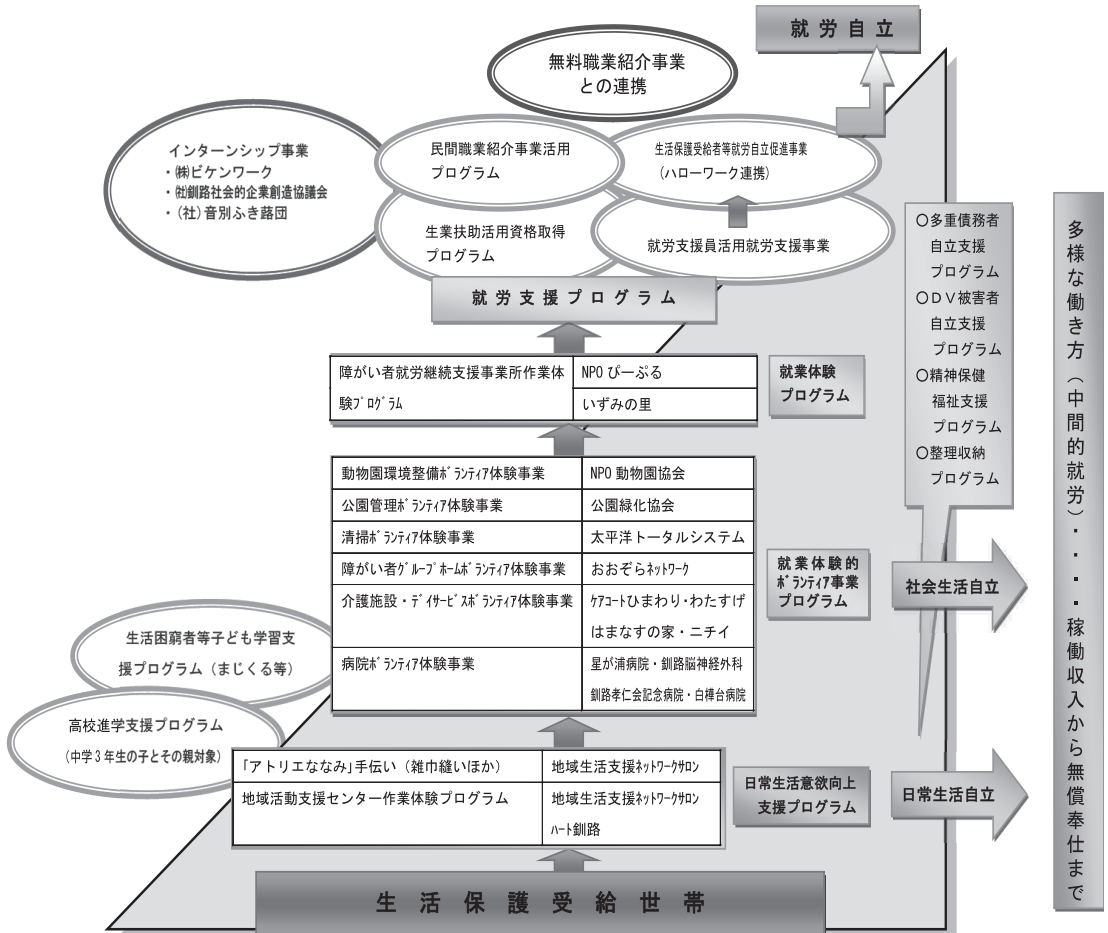 就労自立
無料職業紹介事業
との連携
インターンシップ事業
・㈱ビケンワーク
・㈳釧路社会的企業創造協議会
・(社)音別ふき蕗団
民間職業紹介事業活用
プログラム
生活保護受給者等就労自立促進事業
(ハローワーク連携)
生業扶助活用資格取得
プログラム
就労支援員活用就労支援事業
就労支援プログラム
障がい者就労継続支援事業所作業体
験プログラム
NPO ぴーぷる
いずみの里
就業体験
プログラム
動物園環境整備ボランティア体験事業
NPO 動物園協会
公園管理ボランティア体験事業
公園緑化協会
清掃ボランティア体験事業
太平洋トータルシステム
障がい者グループホームボランティア体験事業
おおぞらネットワーク
介護施設・デイサービスボランティア体験事業
ケアコートひまわり・わたすげ
はまなすの家・ニチイ
病院ボランティア体験事業
星が浦病院・釧路脳神経外科
釧路孝仁会記念病院・白樺台病院
就業体験的
ボランティア事業
プログラム
生活困窮者等子ども学習支
援プログラム(まじくる等)
高校進学支援プログラム
(中学3年生の子とその親対象)
「アトリエななみ」手伝い(雑巾縫いほか)
地域生活支援ネットワークサロン
地域活動支援センター作業体験プログラム
地域生活支援ネットワークサロン
ハート釧路
日常生活意欲向上
支援プログラム
生活保護受給世帯
○多重債務者
自立支援
プログラム
○DV被害者
自立支援
プログラム
○精神保健
福祉支援
プログラム
○整理収納
プログラム
社会生活自立
日常生活自立
多様な働き方(中間的就労)・・・・稼働収入から無償奉仕まで